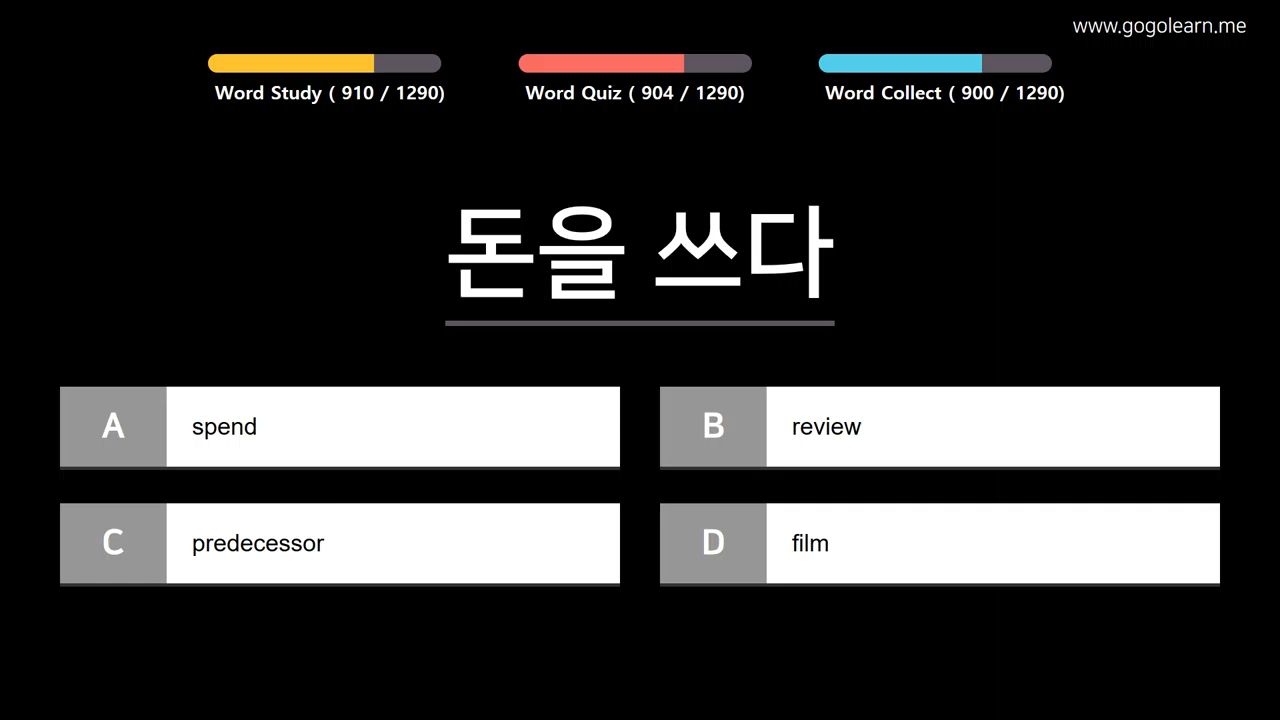 www.gogolearn.me
Word Study ( 910 / 1290)
Word Quiz ( 904 / 1290)
Word Collect ( 900 / 1290)
돈을 쓰다
A spend
B review
C predecessor
D film